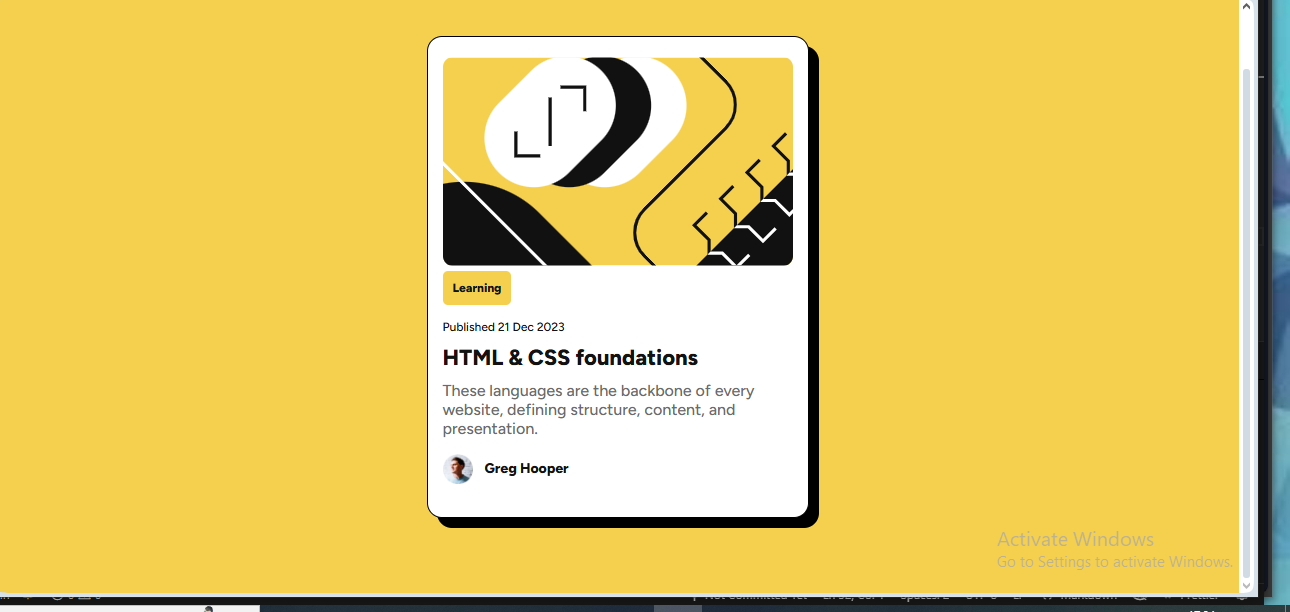 Learning
Published 21 Dec 2023
HTML & CSS foundations
These languages are the backbone of every
website, defining structure, content, and
presentation.
Greg Hooper
Activate Windows
Go to Settings to activate Windows.